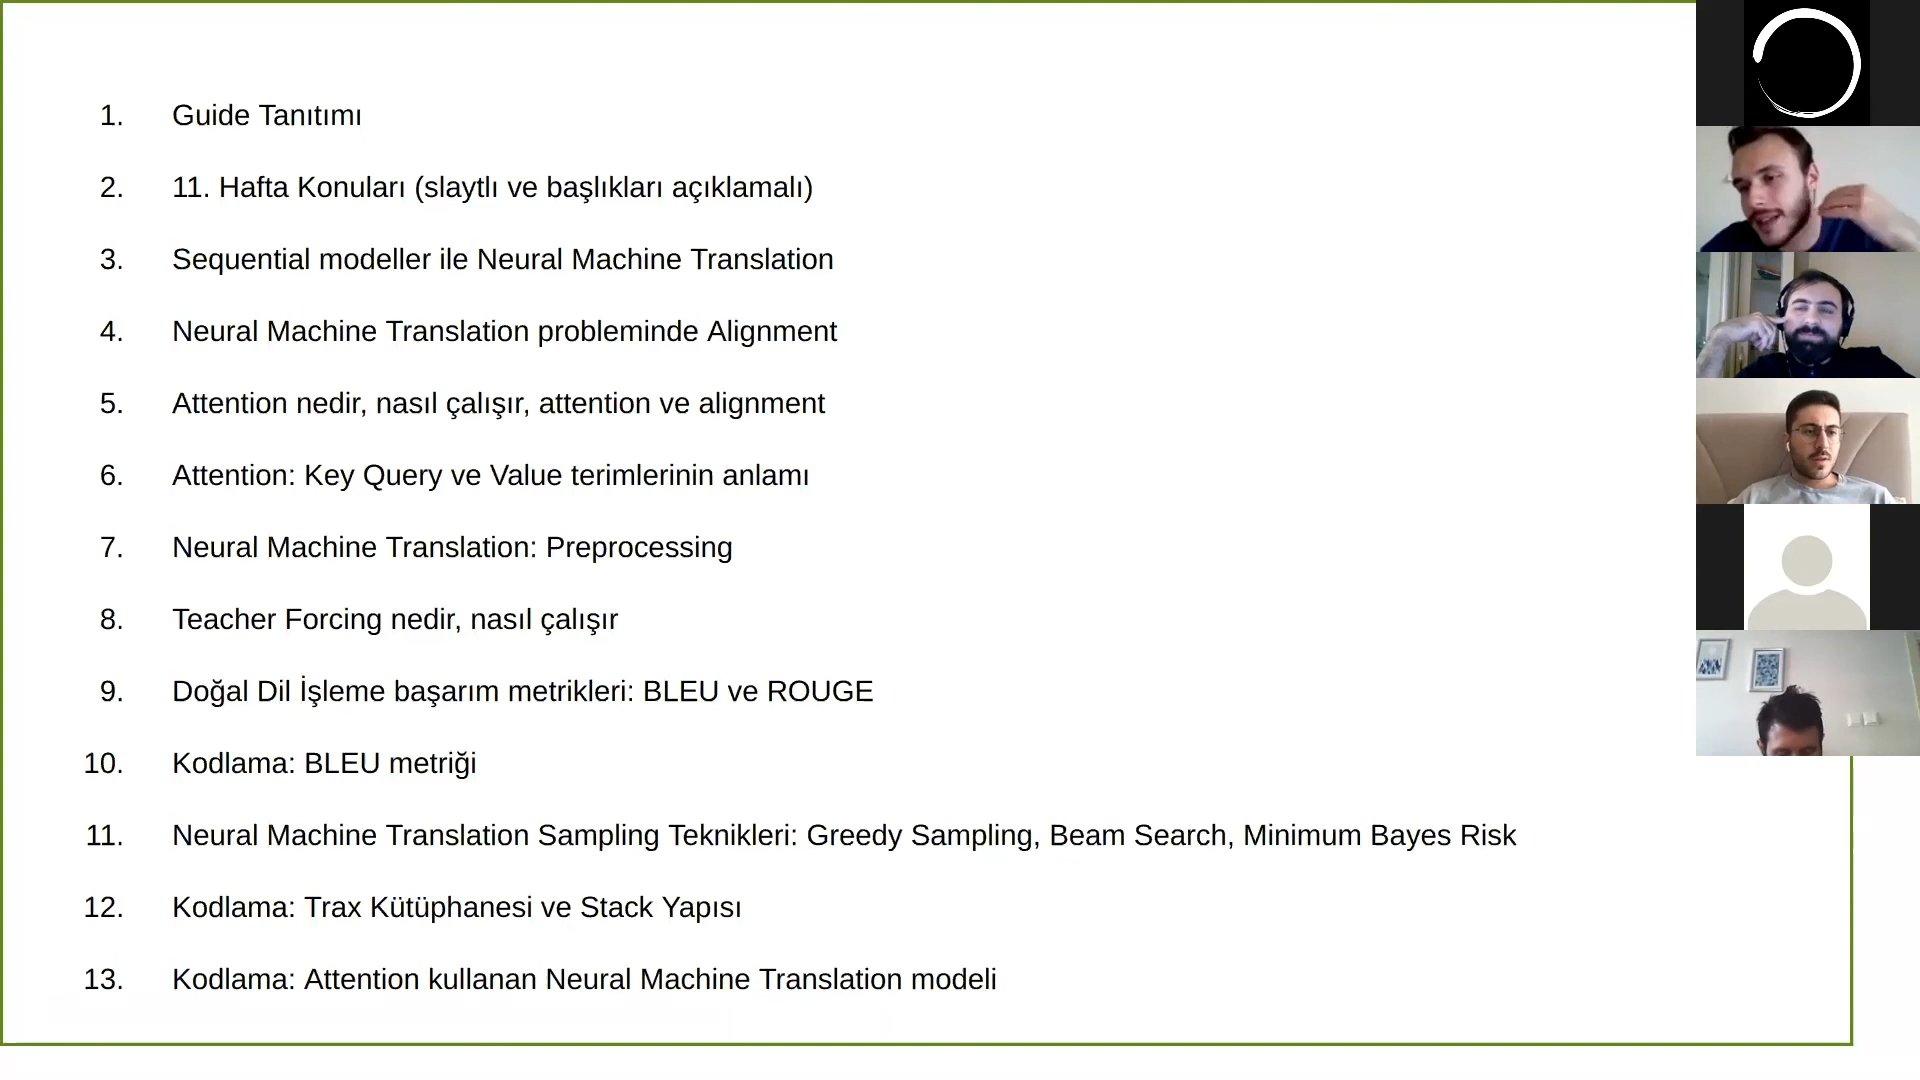 1. Guide Tanıtımı
2. 11. Hafta Konuları (slaytlı ve başlıkları açıklamalı)
3. Sequential modeller ile Neural Machine Translation
4. Neural Machine Translation probleminde Alignment
5. Attention nedir, nasıl çalışır, attention ve alignment
6. Attention: Key Query ve Value terimlerinin anlamı
7. Neural Machine Translation: Preprocessing
8. Teacher Forcing nedir, nasıl çalışır
9. Doğal Dil İşleme başarım metrikleri: BLEU ve ROUGE
10. Kodlama: BLEU metriği
11. Neural Machine Translation Sampling Teknikleri: Greedy Sampling, Beam Search, Minimum Bayes Risk
12. Kodlama: Trax Kütüphanesi ve Stack Yapısı
13. Kodlama: Attention kullanan Neural Machine Translation modeli